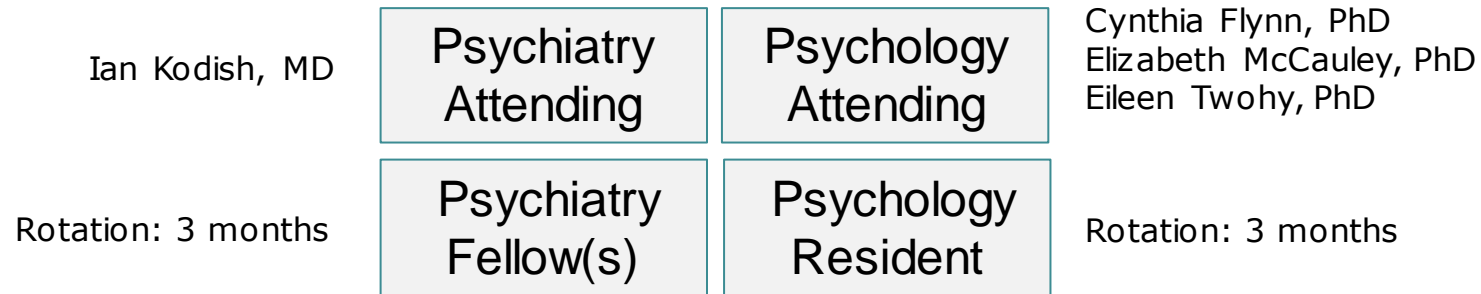 Ian Kodish, MD
Psychiatry
Attending
Psychology
Attending
Cynthia Flynn, PhD
Elizabeth McCauley, PhD
Eileen Twohy, PhD
Rotation: 3 months
Psychiatry
Fellow(s)
Psychology
Resident
Rotation: 3 months